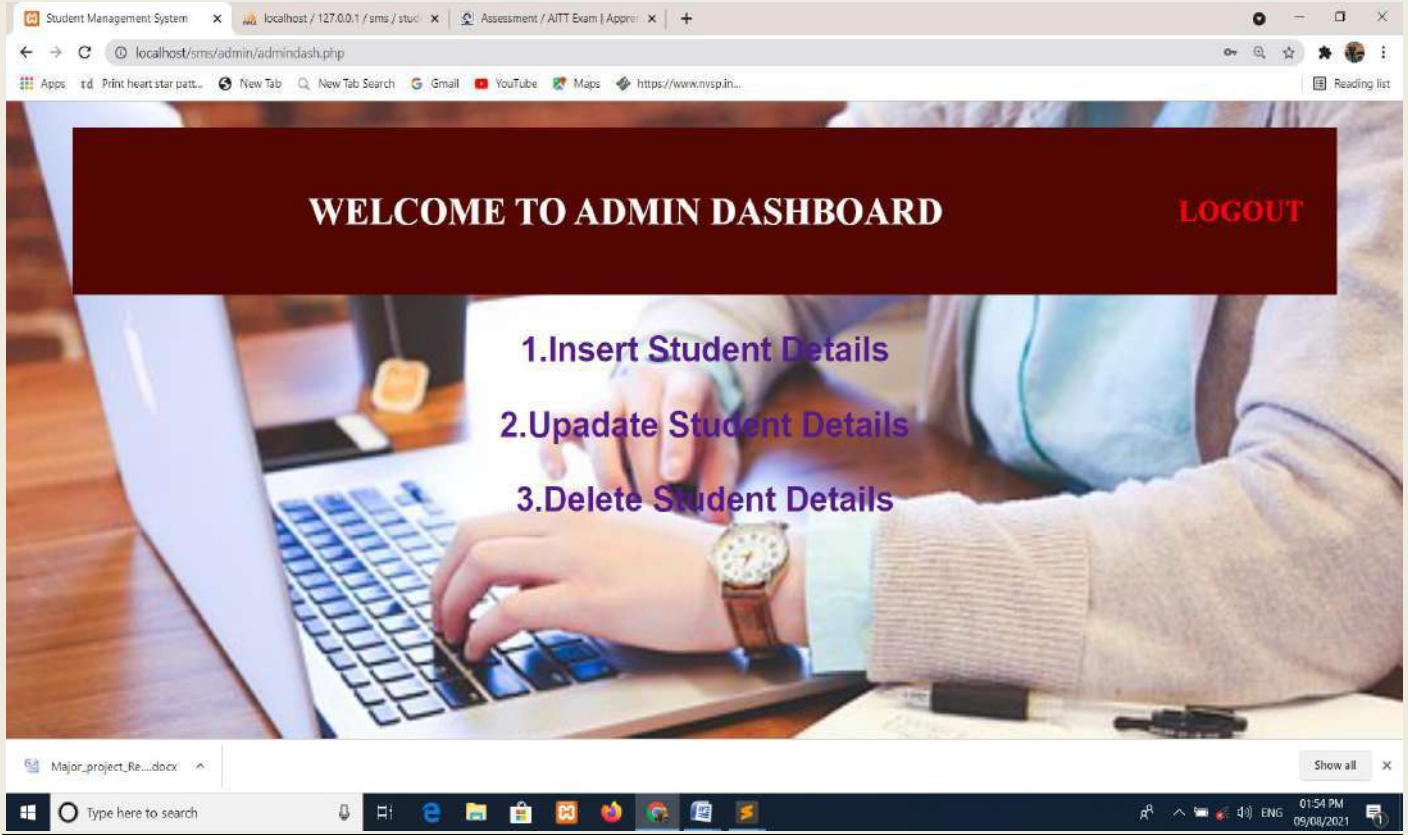 Student Management System
localhost / 127.0.0.1 / sms / stud
Assessment / AITT Exam | Appren
localhost/sms/admin/admindash.php
Apps
Print heart star patt...
New Tab
New Tab Search
Gmail
YouTube
Maps
https://www.nvsp.in...
Reading list
WELCOME TO ADMIN DASHBOARD
LOGOUT
1.Insert Student Details
2.Upadate Student Details
3.Delete Student Details
Major_project_Re....docx
Show all
Type here to search
ENG
01:54 PM
09/08/2021